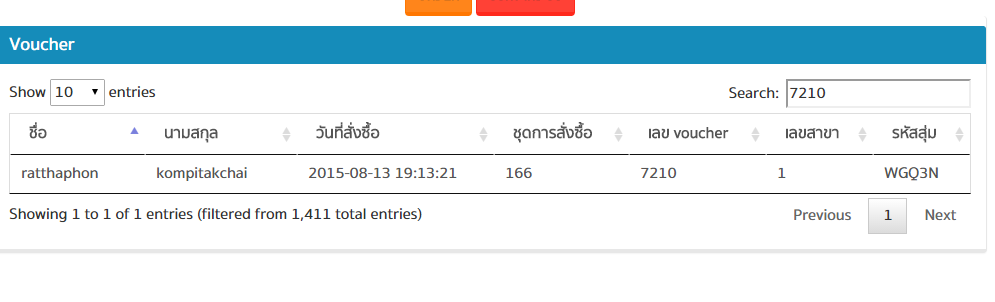 Voucher
Show 10 entries Search: 7210
ชื่อ นามสกุล วันที่สั่งซื้อ ชุดการสั่งซื้อ เลข voucher เลขสาขา รหัสสุ่ม
ratthaphon kompitakchai 2015-08-13 19:13:21 166 7210 1 WGQ3N
Showing 1 to 1 of 1 entries (filtered from 1,411 total entries) Previous 1 Next